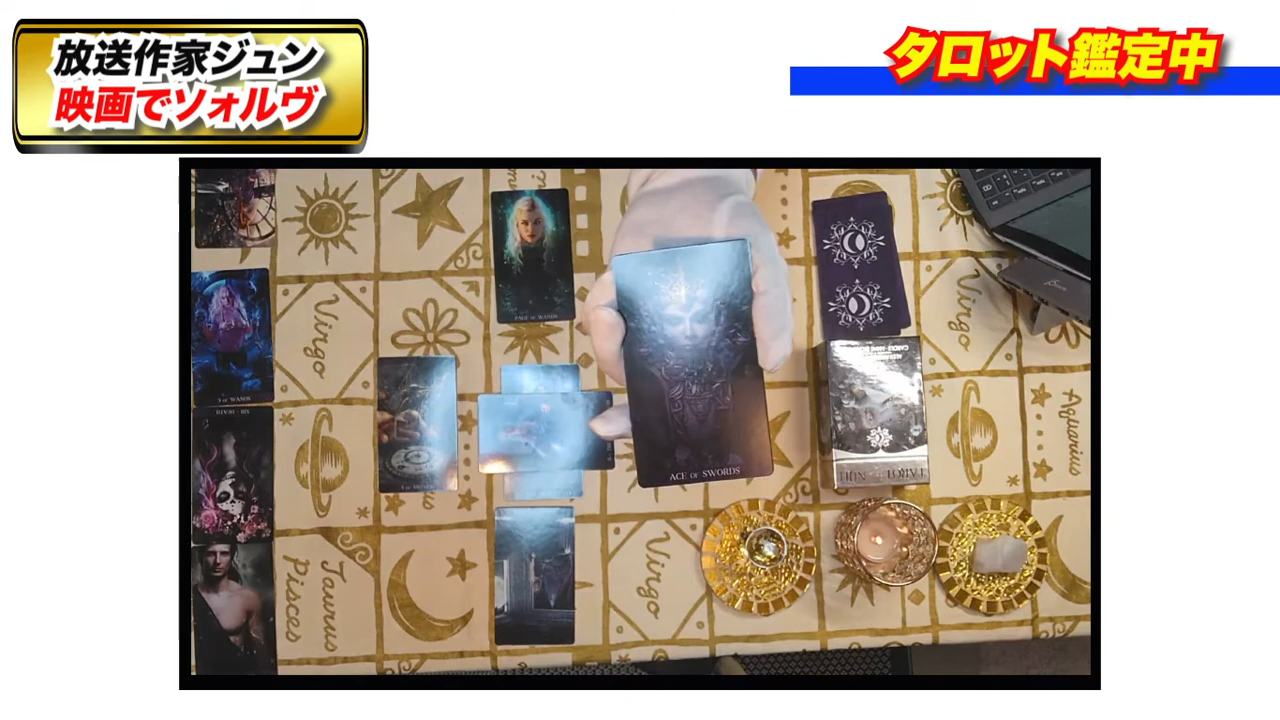 放送作家ジュン
映画でソォルヴ
タロット鑑定中
PAGE OF WANDS
Virgo
Virgo
ACE OF SWORDS
Aquarius
Virgo
Taurus
Pisces